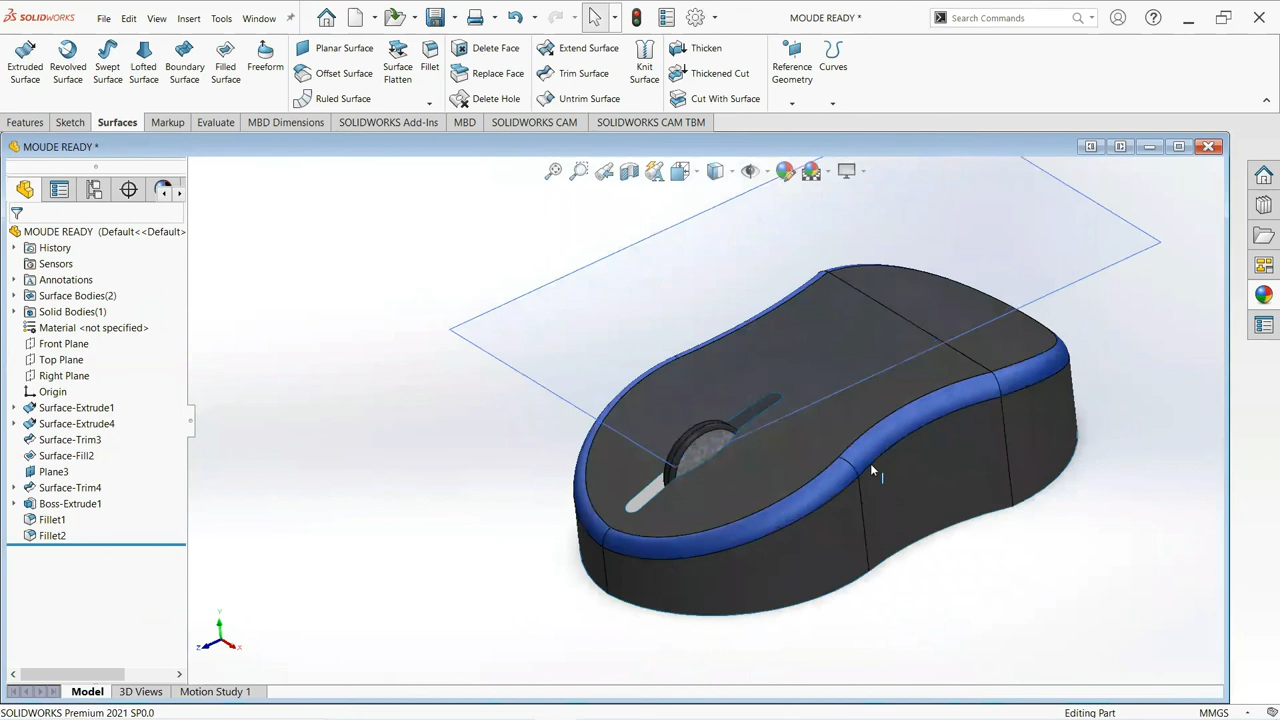 SOLIDWORKS File Edit View Insert Tools Window MOUDE READY * Search Commands
Extruded Surface
Revolved Surface
Swept Surface
Lofted Surface
Boundary Surface
Filled Surface
Freeform
Planar Surface
Offset Surface
Ruled Surface
Surface Flatten
Fillet
Delete Face
Replace Face
Delete Hole
Extend Surface
Trim Surface
Untrim Surface
Knit Surface
Thicken
Thickened Cut
Cut With Surface
Reference Geometry
Curves
Features Sketch Surfaces Markup Evaluate MBD Dimensions SOLIDWORKS Add-Ins MBD SOLIDWORKS CAM SOLIDWORKS CAM TBM
MOUDE READY *
MOUDE READY (Default<<Default>
History
Sensors
Annotations
Surface Bodies(2)
Solid Bodies(1)
Material <not specified>
Front Plane
Top Plane
Right Plane
Origin
Surface-Extrude1
Surface-Extrude4
Surface-Trim3
Surface-Fill2
Plane3
Surface-Trim4
Boss-Extrude1
Fillet1
Fillet2
Y
Z X
Model 3D Views Motion Study 1
SOLIDWORKS Premium 2021 SP0.0 Editing Part MMGS